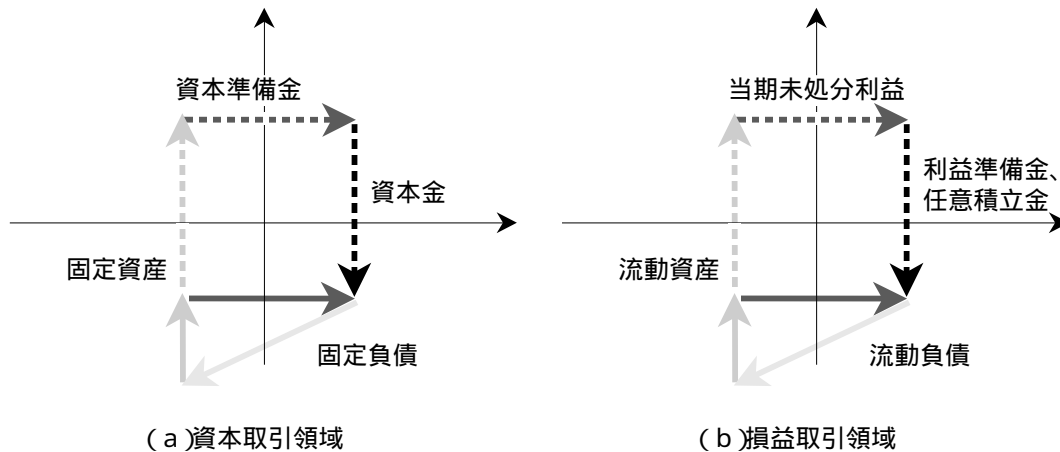 資本準備金
資本金
固定資産
固定負債
(a)資本取引領域
当期未処分利益
利益準備金、
任意積立金
流動資産
流動負債
(b)損益取引領域